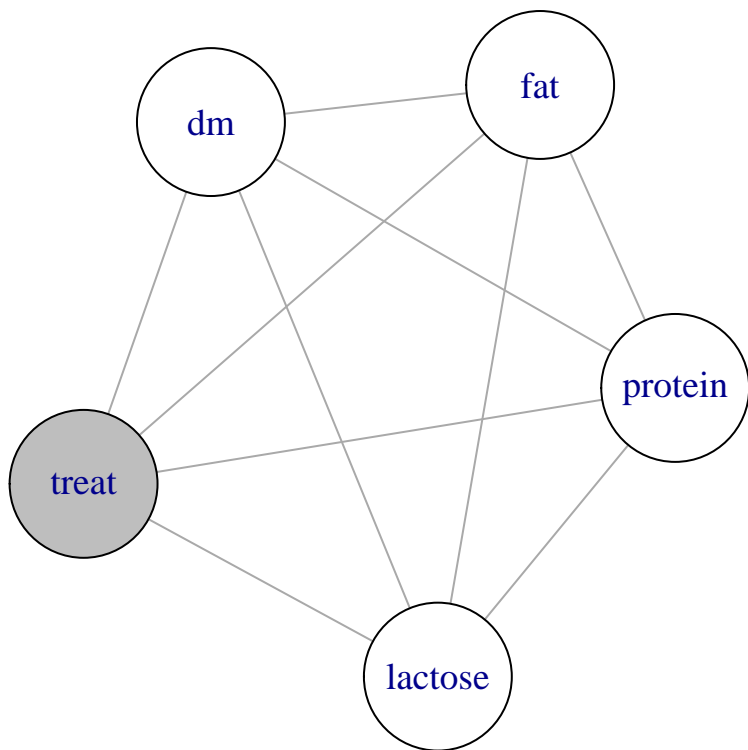 fat
dm
protein
treat
lactose